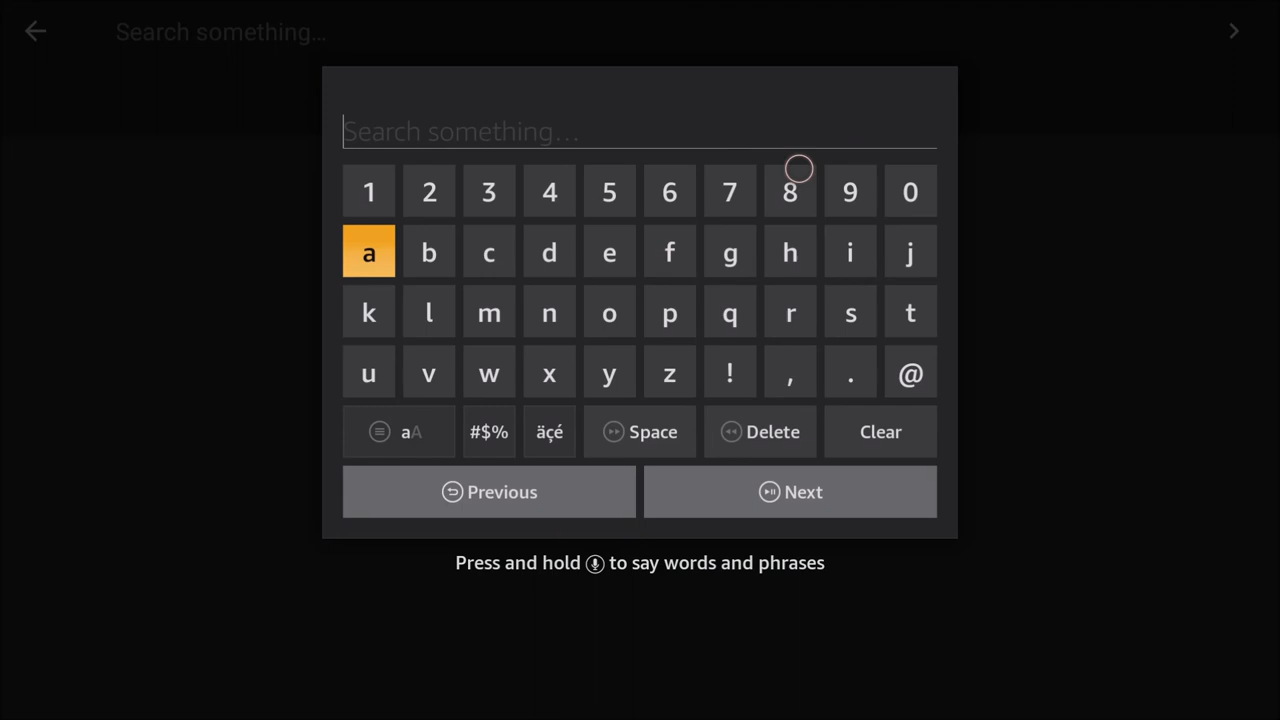 Search something...
Search something...
1 2 3 4 5 6 7 8 9 0
a b c d e f g h i j
k l m n o p q r s t
u v w x y z ! , . @
aA #$% äçé Space Delete Clear
Previous Next
Press and hold to say words and phrases